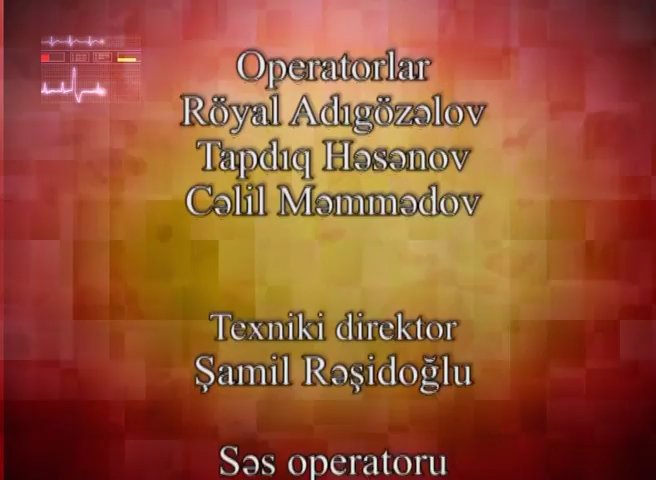 Operatorlar
Röyal Adıgözəlov
Tapdıq Həsənov
Cəlil Məmmədov
Texniki direktor
Şamil Rəşidoğlu
Səs operatoru